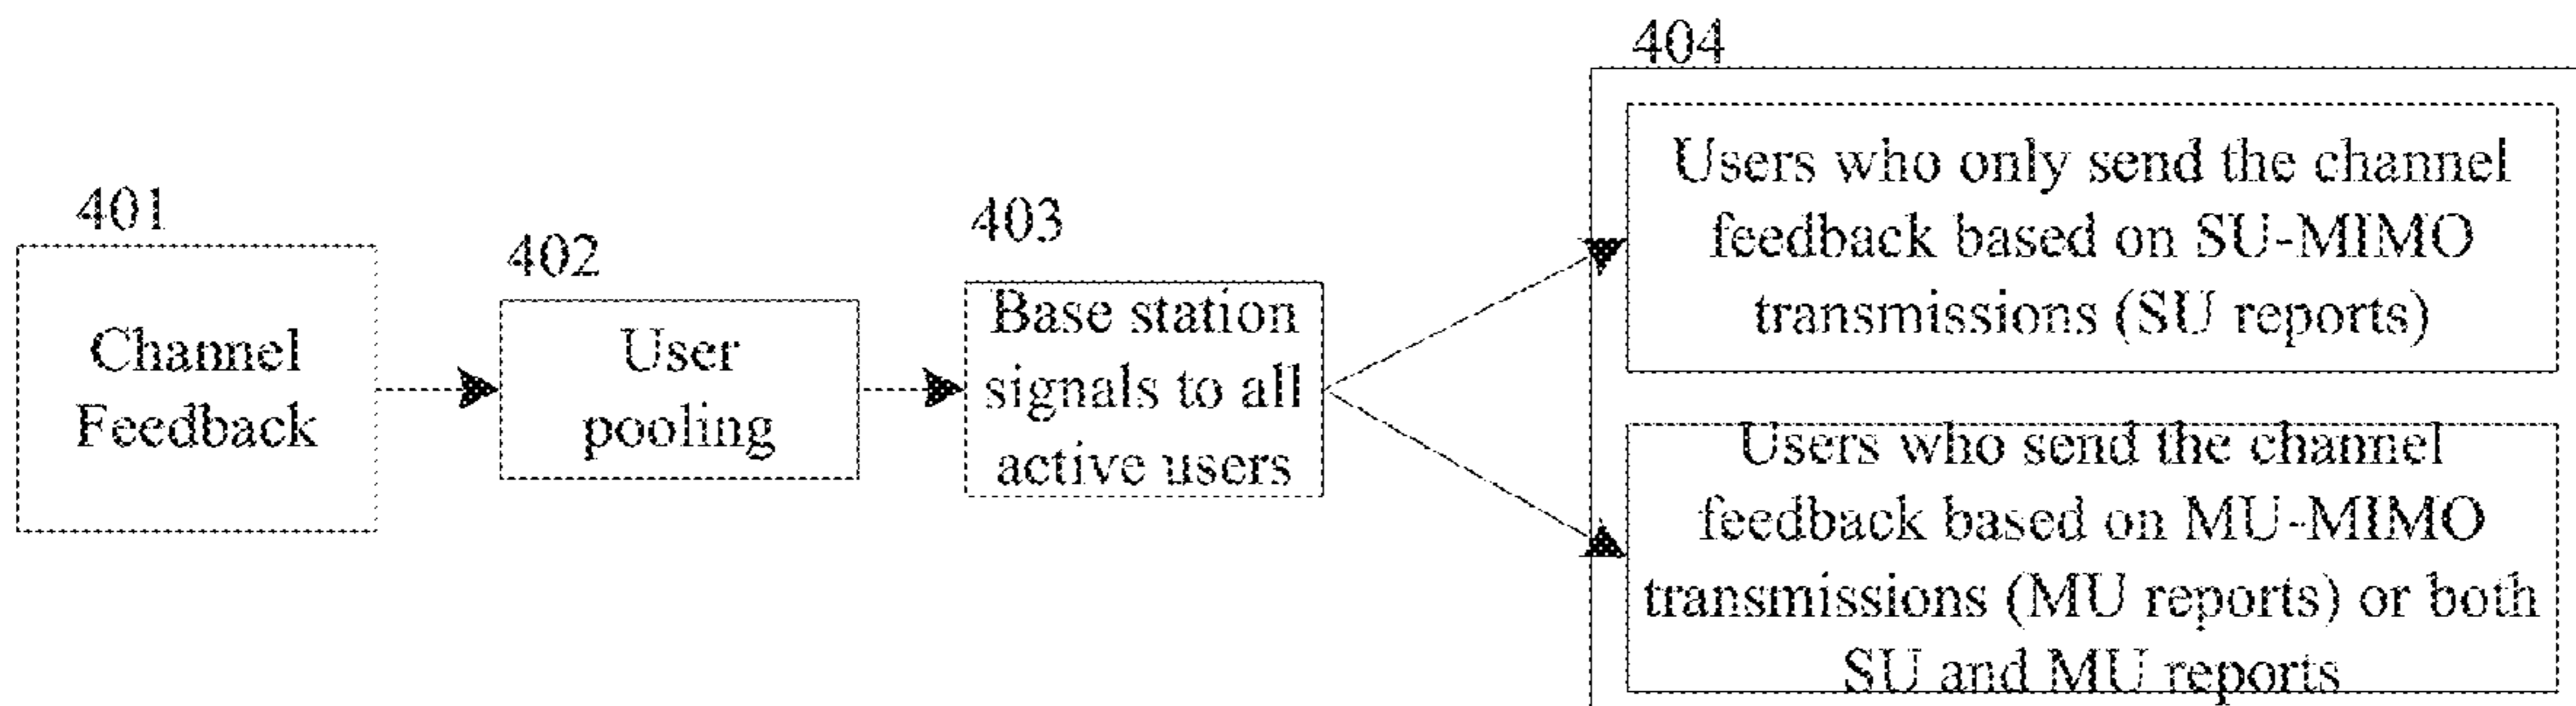 401
Channel
Feedback
402
User
pooling
403
Base station
signals to all
active users
404
Users who only send the channel
feedback based on SU-MIMO
transmissions (SU reports)
Users who send the channel
feedback based on MU-MIMO
transmissions (MU reports) or both
SU and MU reports